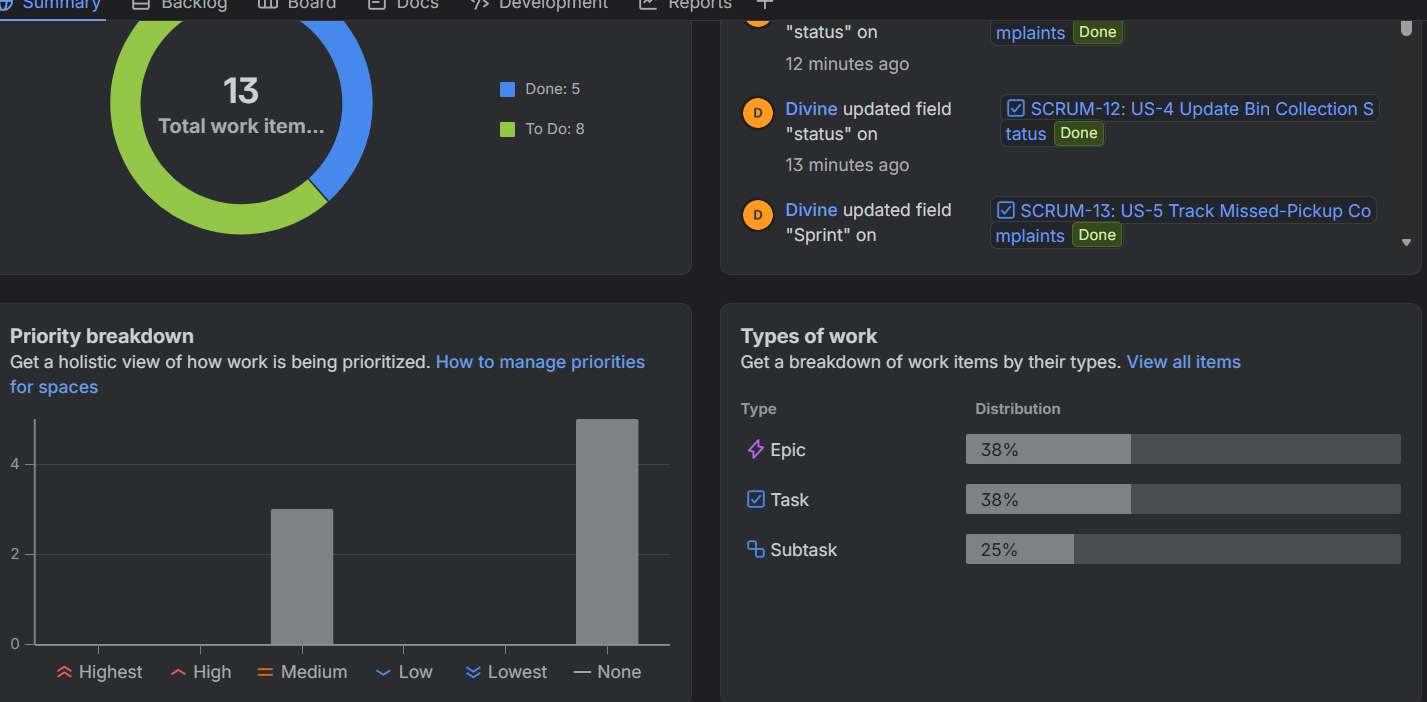 Summary
Backlog
Board
Docs
Development
Reports
13
Total work item...
Done: 5
To Do: 8
"status" on
mplaints Done
12 minutes ago
D
Divine updated field
"status" on
SCRUM-12: US-4 Update Bin Collection S
tatus Done
13 minutes ago
D
Divine updated field
"Sprint" on
SCRUM-13: US-5 Track Missed-Pickup Co
mplaints Done
Priority breakdown
Get a holistic view of how work is being prioritized. How to manage priorities
for spaces
4
2
0
Highest
High
Medium
Low
Lowest
None
Types of work
Get a breakdown of work items by their types. View all items
Type
Distribution
Epic
38%
Task
38%
Subtask
25%